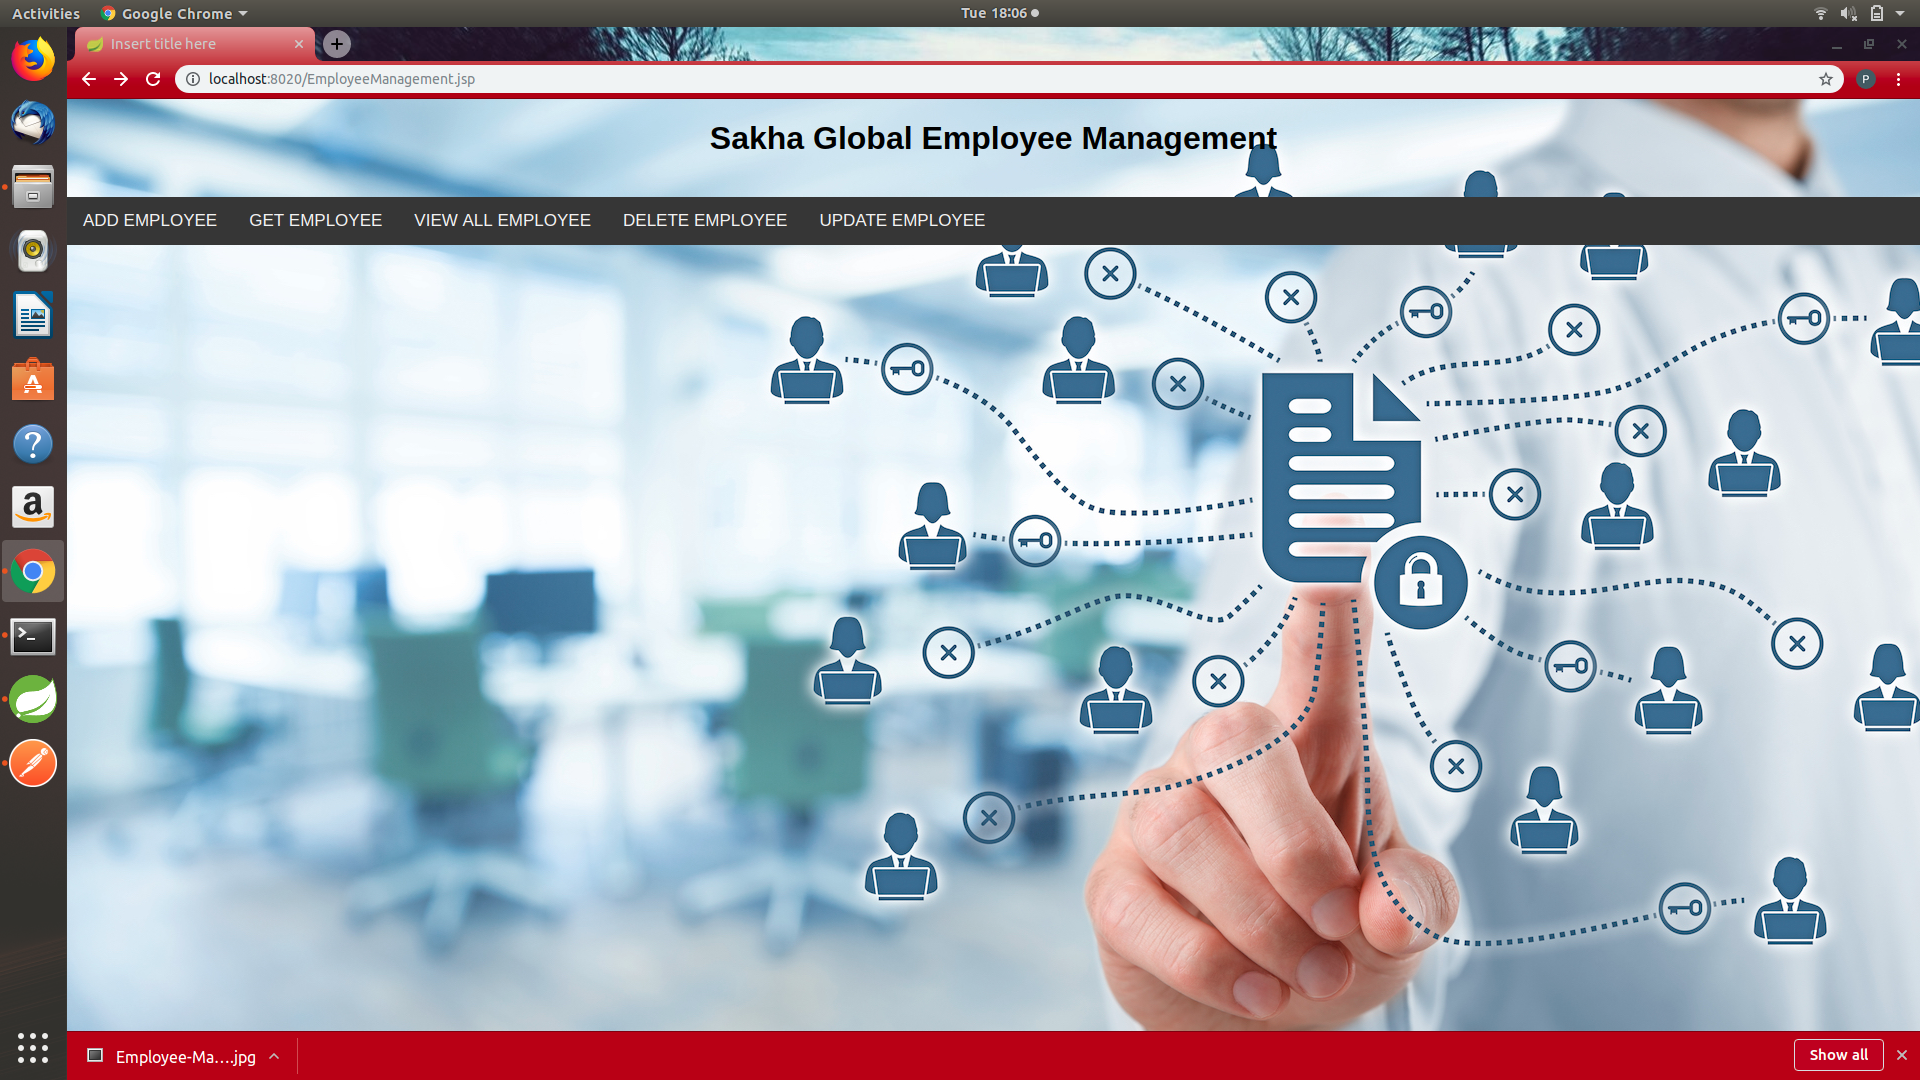 Activities
Google Chrome
Tue 18:06
Insert title here
localhost:8020/EmployeeManagement.jsp
P
Sakha Global Employee Management
ADD EMPLOYEE
GET EMPLOYEE
VIEW ALL EMPLOYEE
DELETE EMPLOYEE
UPDATE EMPLOYEE
Employee-Ma....jpg
Show all